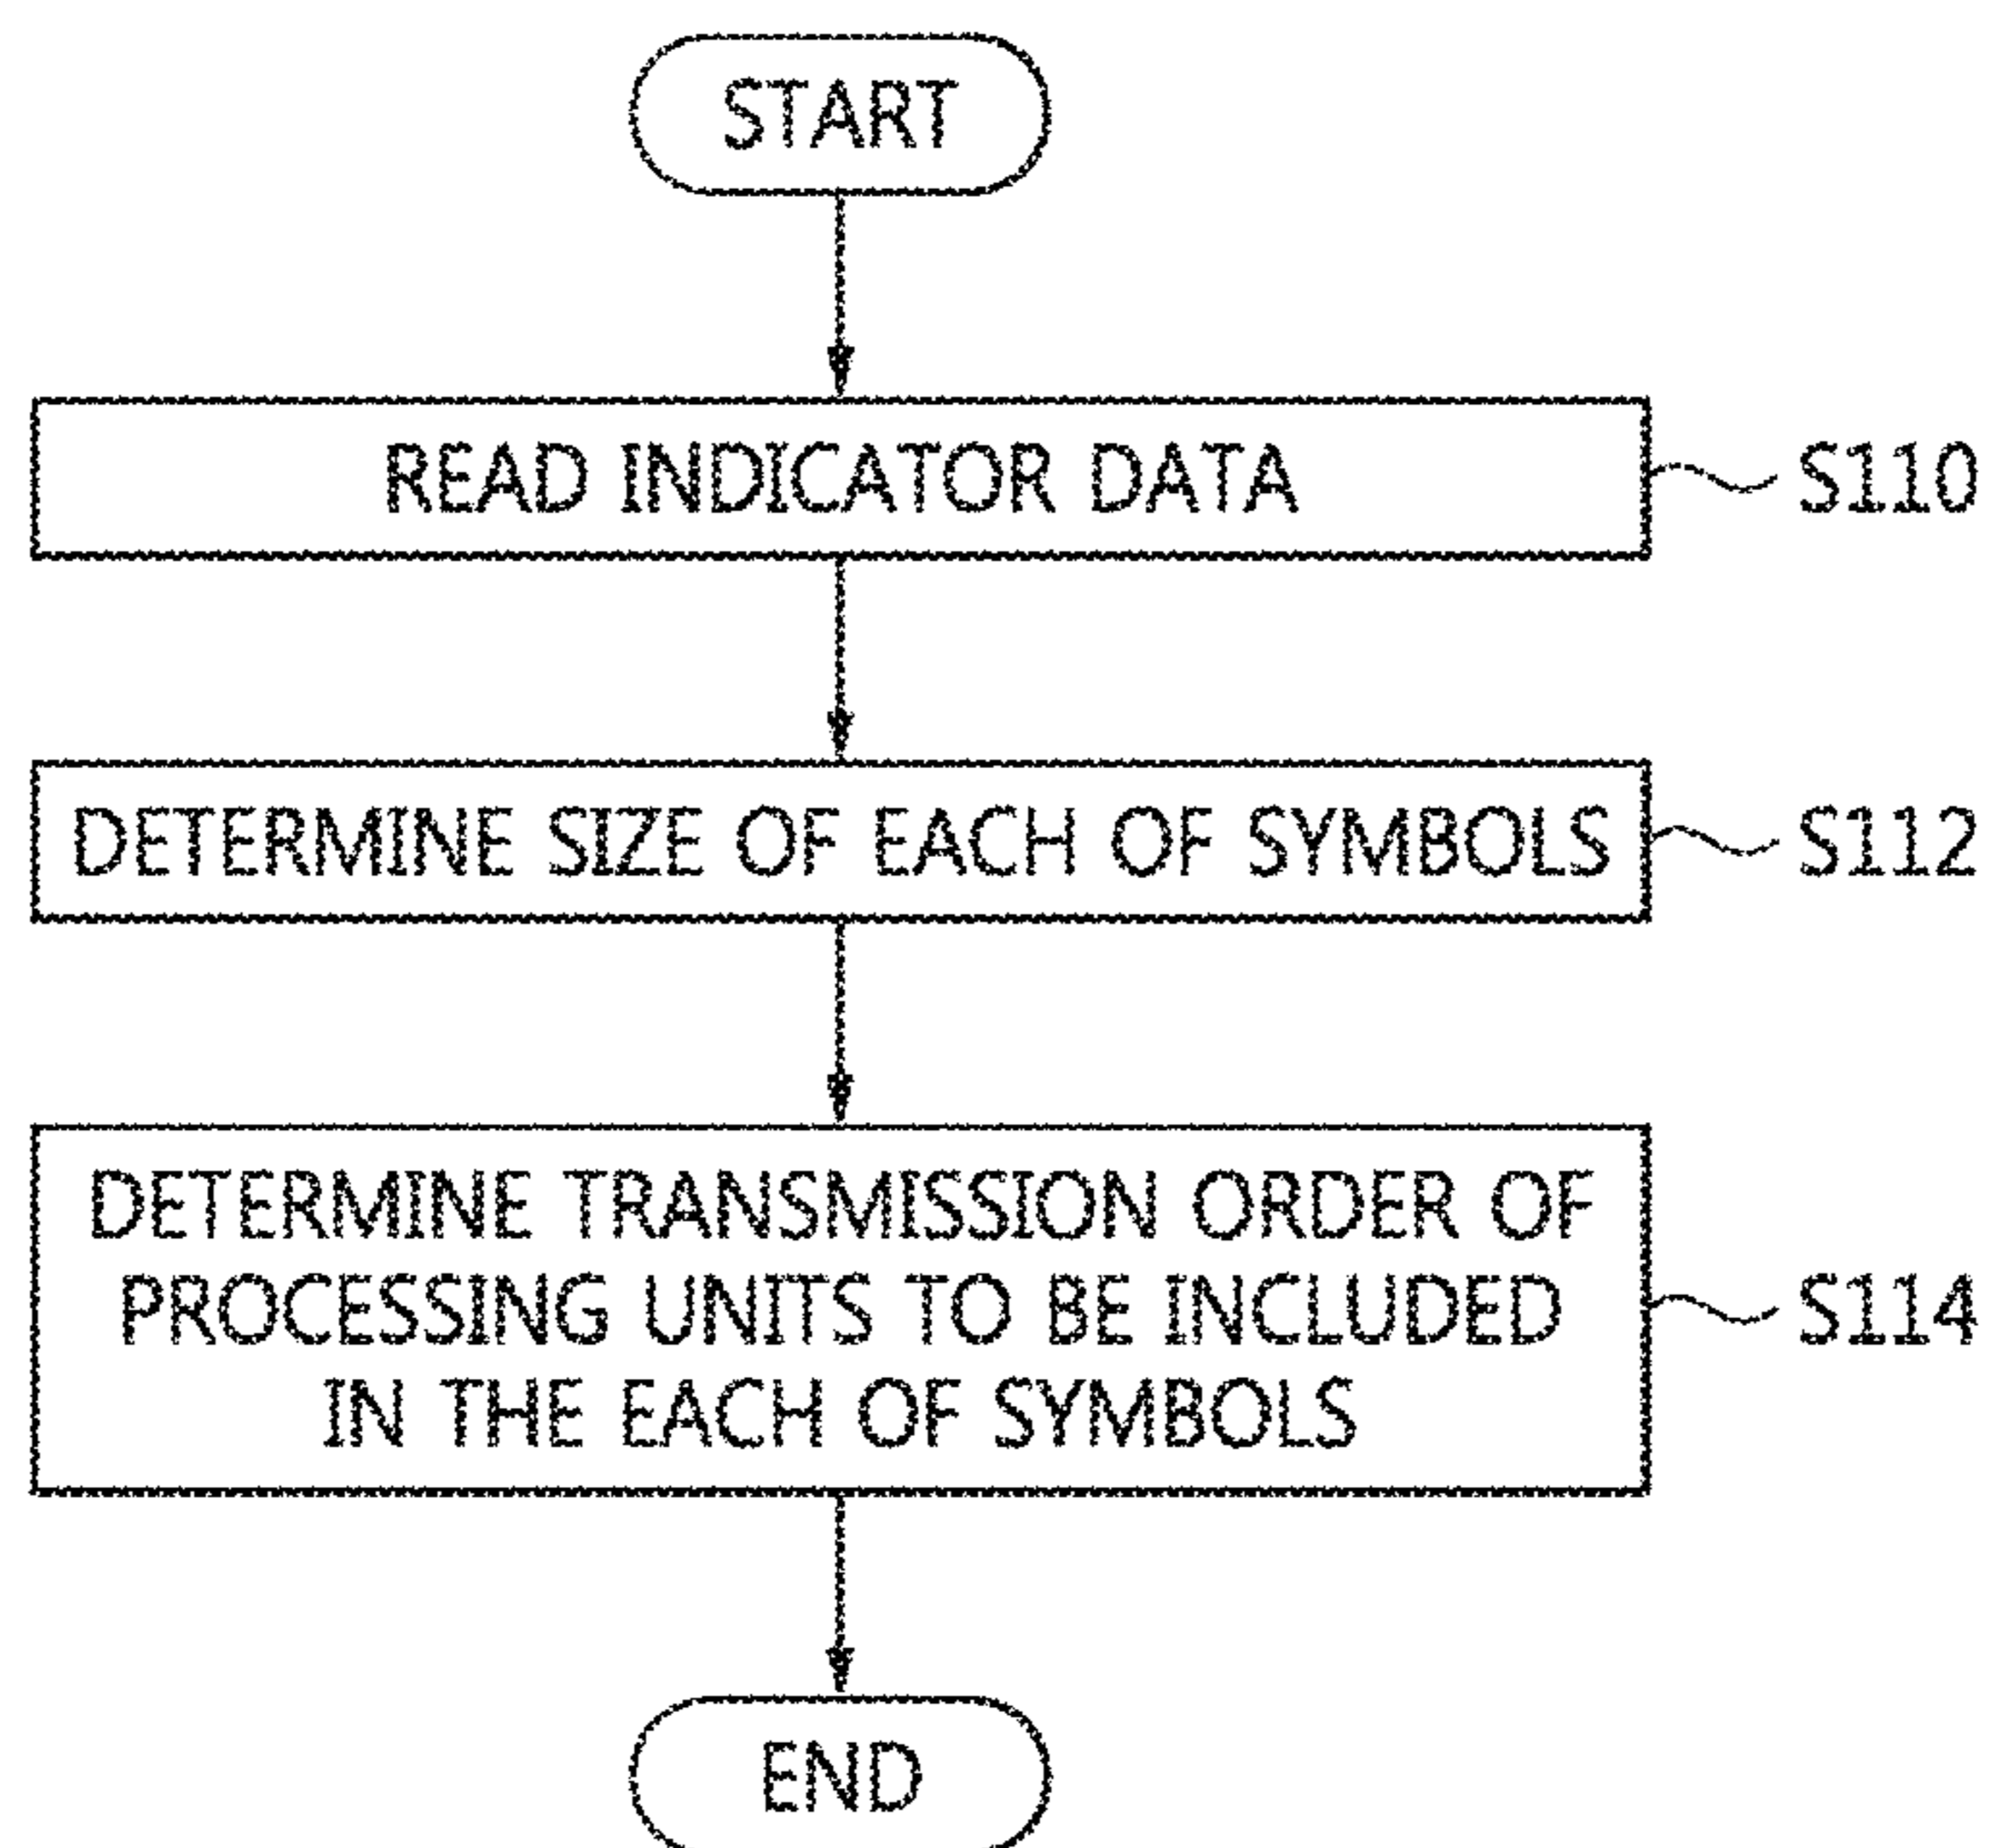 START
READ INDICATOR DATA
S110
DETERMINE SIZE OF EACH OF SYMBOLS
S112
DETERMINE TRANSMISSION ORDER OF
PROCESSING UNITS TO BE INCLUDED
IN THE EACH OF SYMBOLS
S114
END